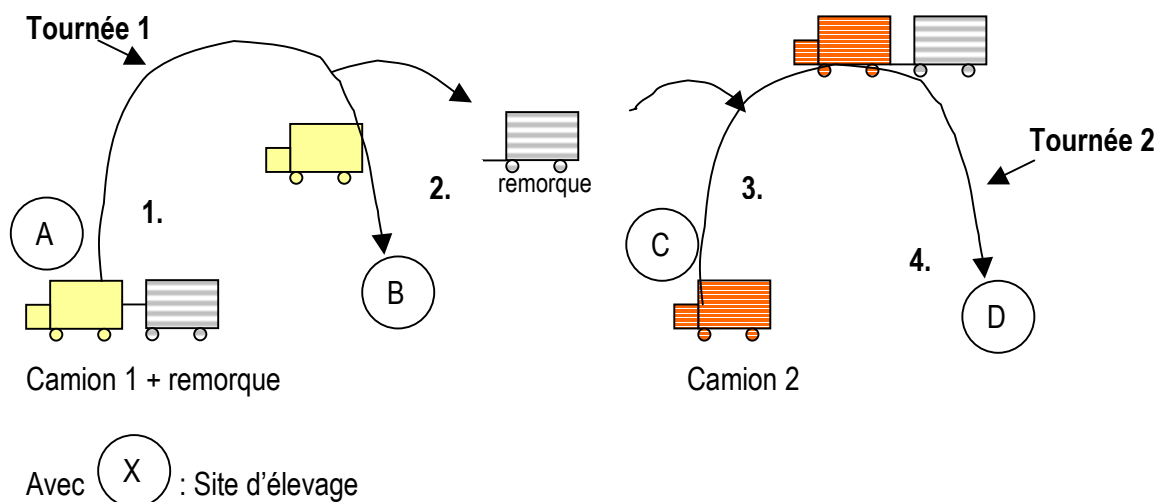 Tournée 1
Tournée 2
remorque
1.
2.
3.
4.
A
B
C
D
Camion 1 + remorque
Camion 2
Avec X : Site d'élevage